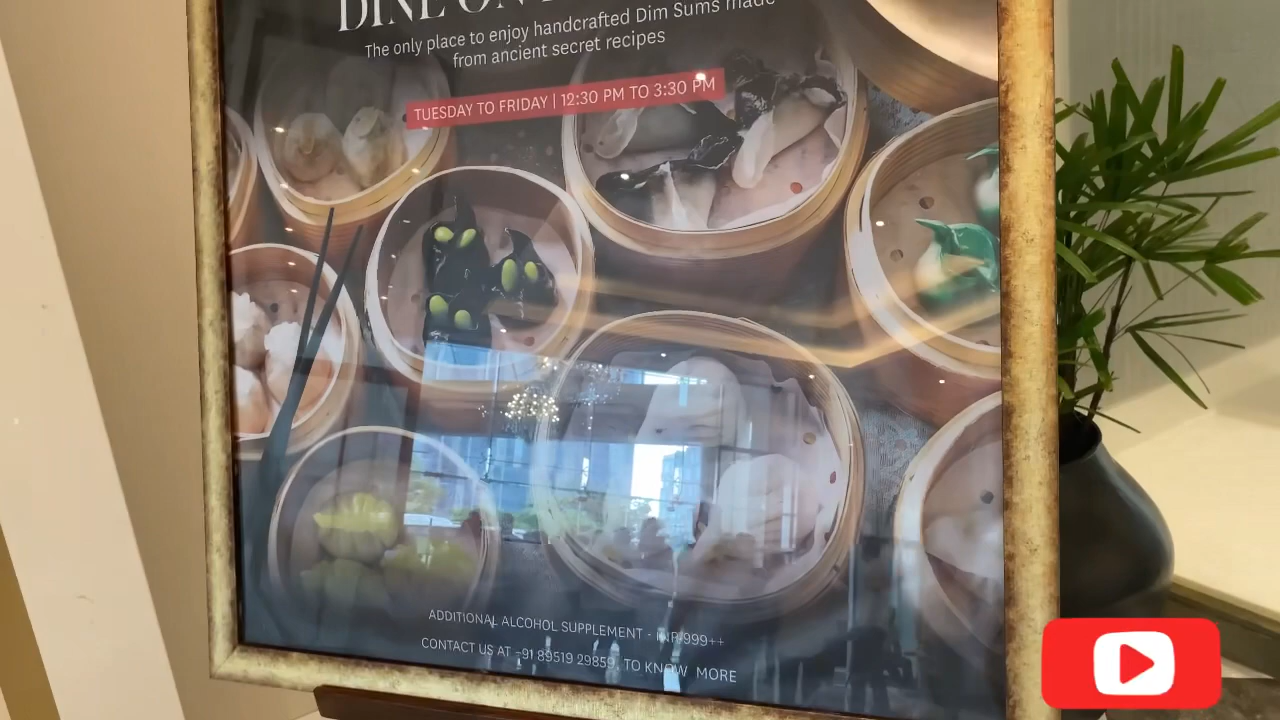 The only place to enjoy handcrafted Dim Sums made
from ancient secret recipes
TUESDAY TO FRIDAY | 12:30 PM TO 3:30 PM
ADDITIONAL ALCOHOL SUPPLEMENT - INR 999++
CONTACT US AT +91 89519 29859, TO KNOW MORE